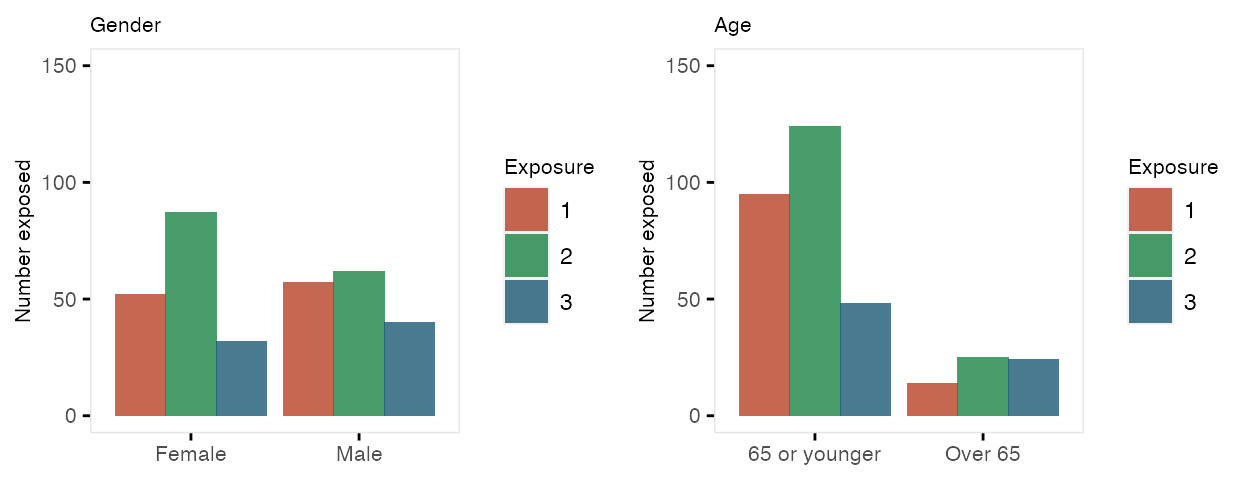 Gender
Number exposed
150
100
50
0
Female Male
Exposure
1
2
3
Age
Number exposed
150
100
50
0
65 or younger Over 65
Exposure
1
2
3